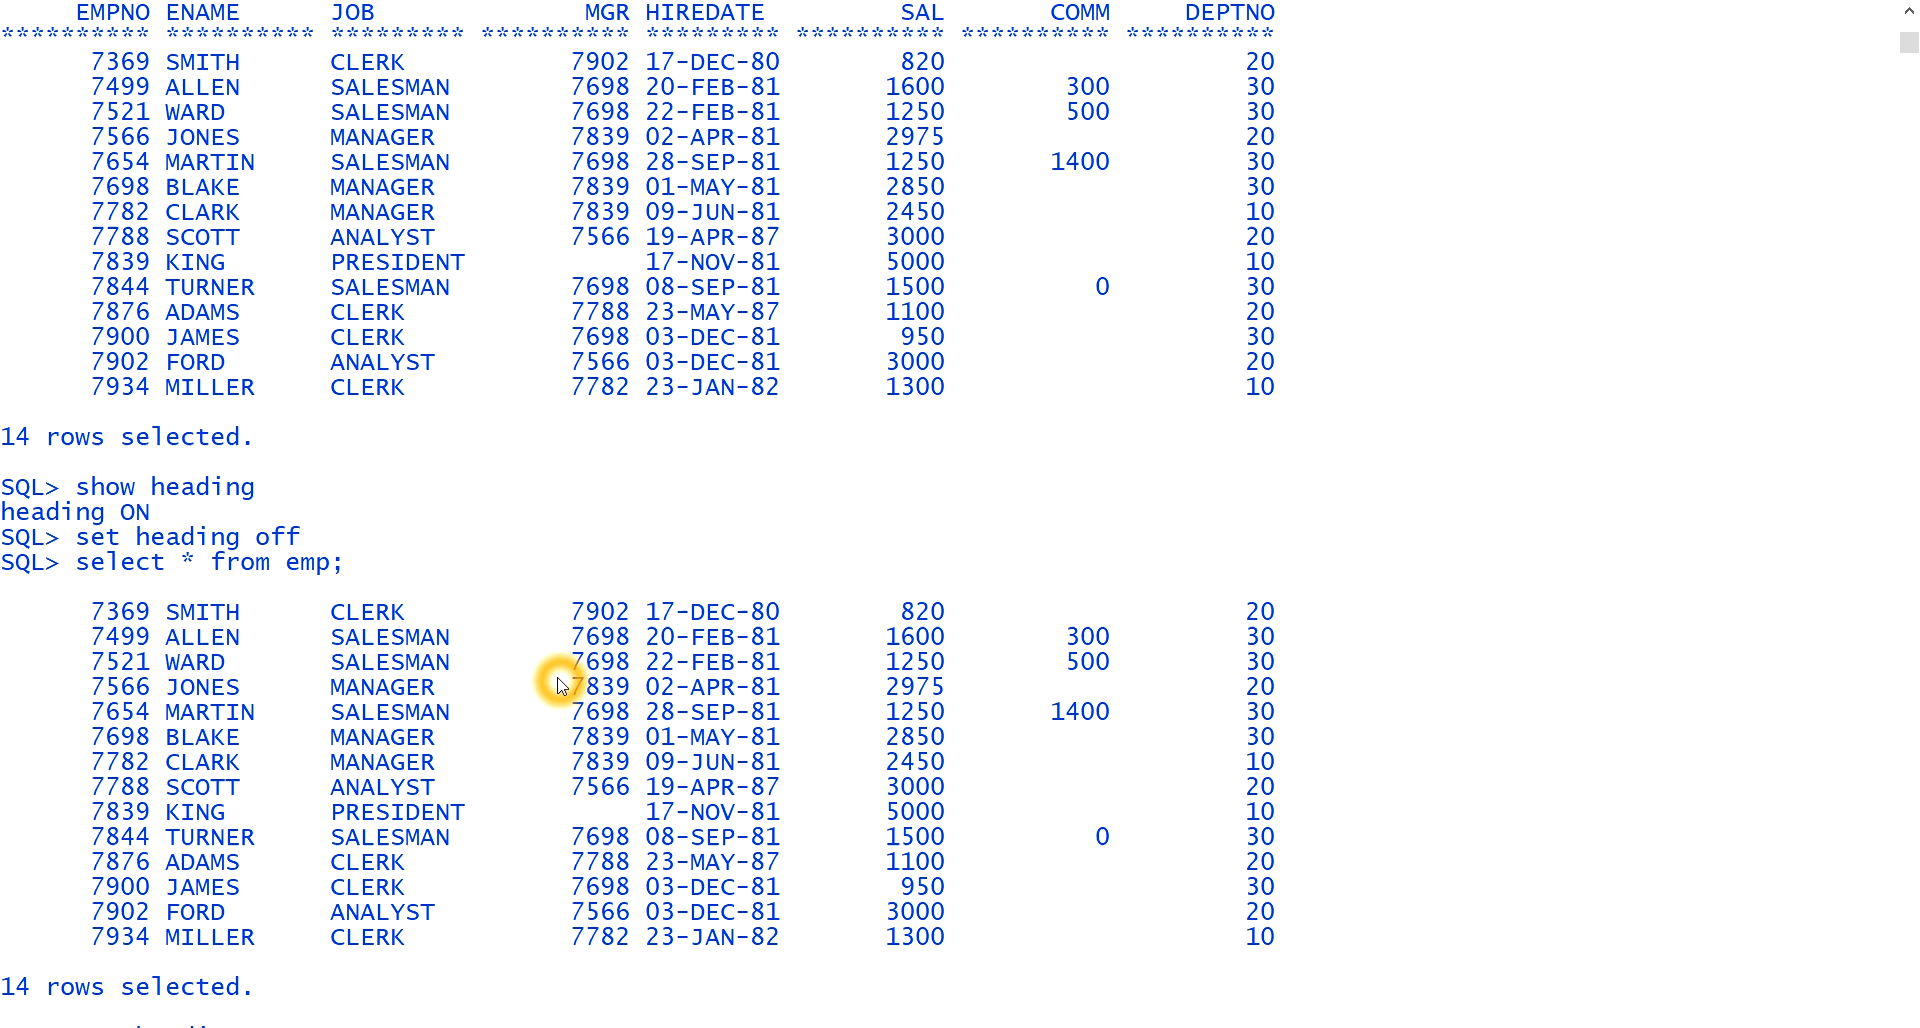 EMPNO ENAME JOB MGR HIREDATE SAL COMM DEPTNO
********** ********** ********* ********** ********* ********** ********** **********
7369 SMITH CLERK 7902 17-DEC-80 820 20
7499 ALLEN SALESMAN 7698 20-FEB-81 1600 300 30
7521 WARD SALESMAN 7698 22-FEB-81 1250 500 30
7566 JONES MANAGER 7839 02-APR-81 2975 20
7654 MARTIN SALESMAN 7698 28-SEP-81 1250 1400 30
7698 BLAKE MANAGER 7839 01-MAY-81 2850 30
7782 CLARK MANAGER 7839 09-JUN-81 2450 10
7788 SCOTT ANALYST 7566 19-APR-87 3000 20
7839 KING PRESIDENT 17-NOV-81 5000 10
7844 TURNER SALESMAN 7698 08-SEP-81 1500 0 30
7876 ADAMS CLERK 7788 23-MAY-87 1100 20
7900 JAMES CLERK 7698 03-DEC-81 950 30
7902 FORD ANALYST 7566 03-DEC-81 3000 20
7934 MILLER CLERK 7782 23-JAN-82 1300 10
14 rows selected.
SQL> show heading
heading ON
SQL> set heading off
SQL> select * from emp;
7369 SMITH CLERK 7902 17-DEC-80 820 20
7499 ALLEN SALESMAN 7698 20-FEB-81 1600 300 30
7521 WARD SALESMAN 7698 22-FEB-81 1250 500 30
7566 JONES MANAGER 7839 02-APR-81 2975 20
7654 MARTIN SALESMAN 7698 28-SEP-81 1250 1400 30
7698 BLAKE MANAGER 7839 01-MAY-81 2850 30
7782 CLARK MANAGER 7839 09-JUN-81 2450 10
7788 SCOTT ANALYST 7566 19-APR-87 3000 20
7839 KING PRESIDENT 17-NOV-81 5000 10
7844 TURNER SALESMAN 7698 08-SEP-81 1500 0 30
7876 ADAMS CLERK 7788 23-MAY-87 1100 20
7900 JAMES CLERK 7698 03-DEC-81 950 30
7902 FORD ANALYST 7566 03-DEC-81 3000 20
7934 MILLER CLERK 7782 23-JAN-82 1300 10
14 rows selected.